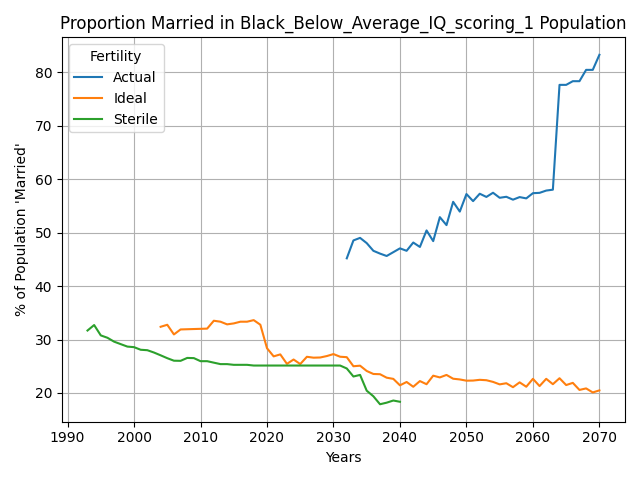 Proportion Married in Black_Below_Average_IQ_scoring_1 Population
Fertility
Actual
Ideal
Sterile
% of Population 'Married'
80
70
60
50
40
30
20
1990 2000 2010 2020 2030 2040 2050 2060 2070
Years